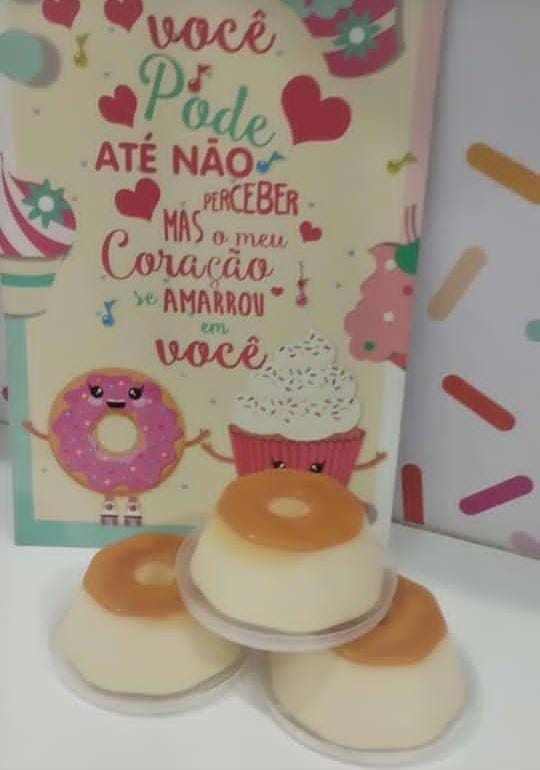 você
Pode
ATÉ NÃO
PERCEBER
MAS o meu
Coração
se AMARROU
em
você